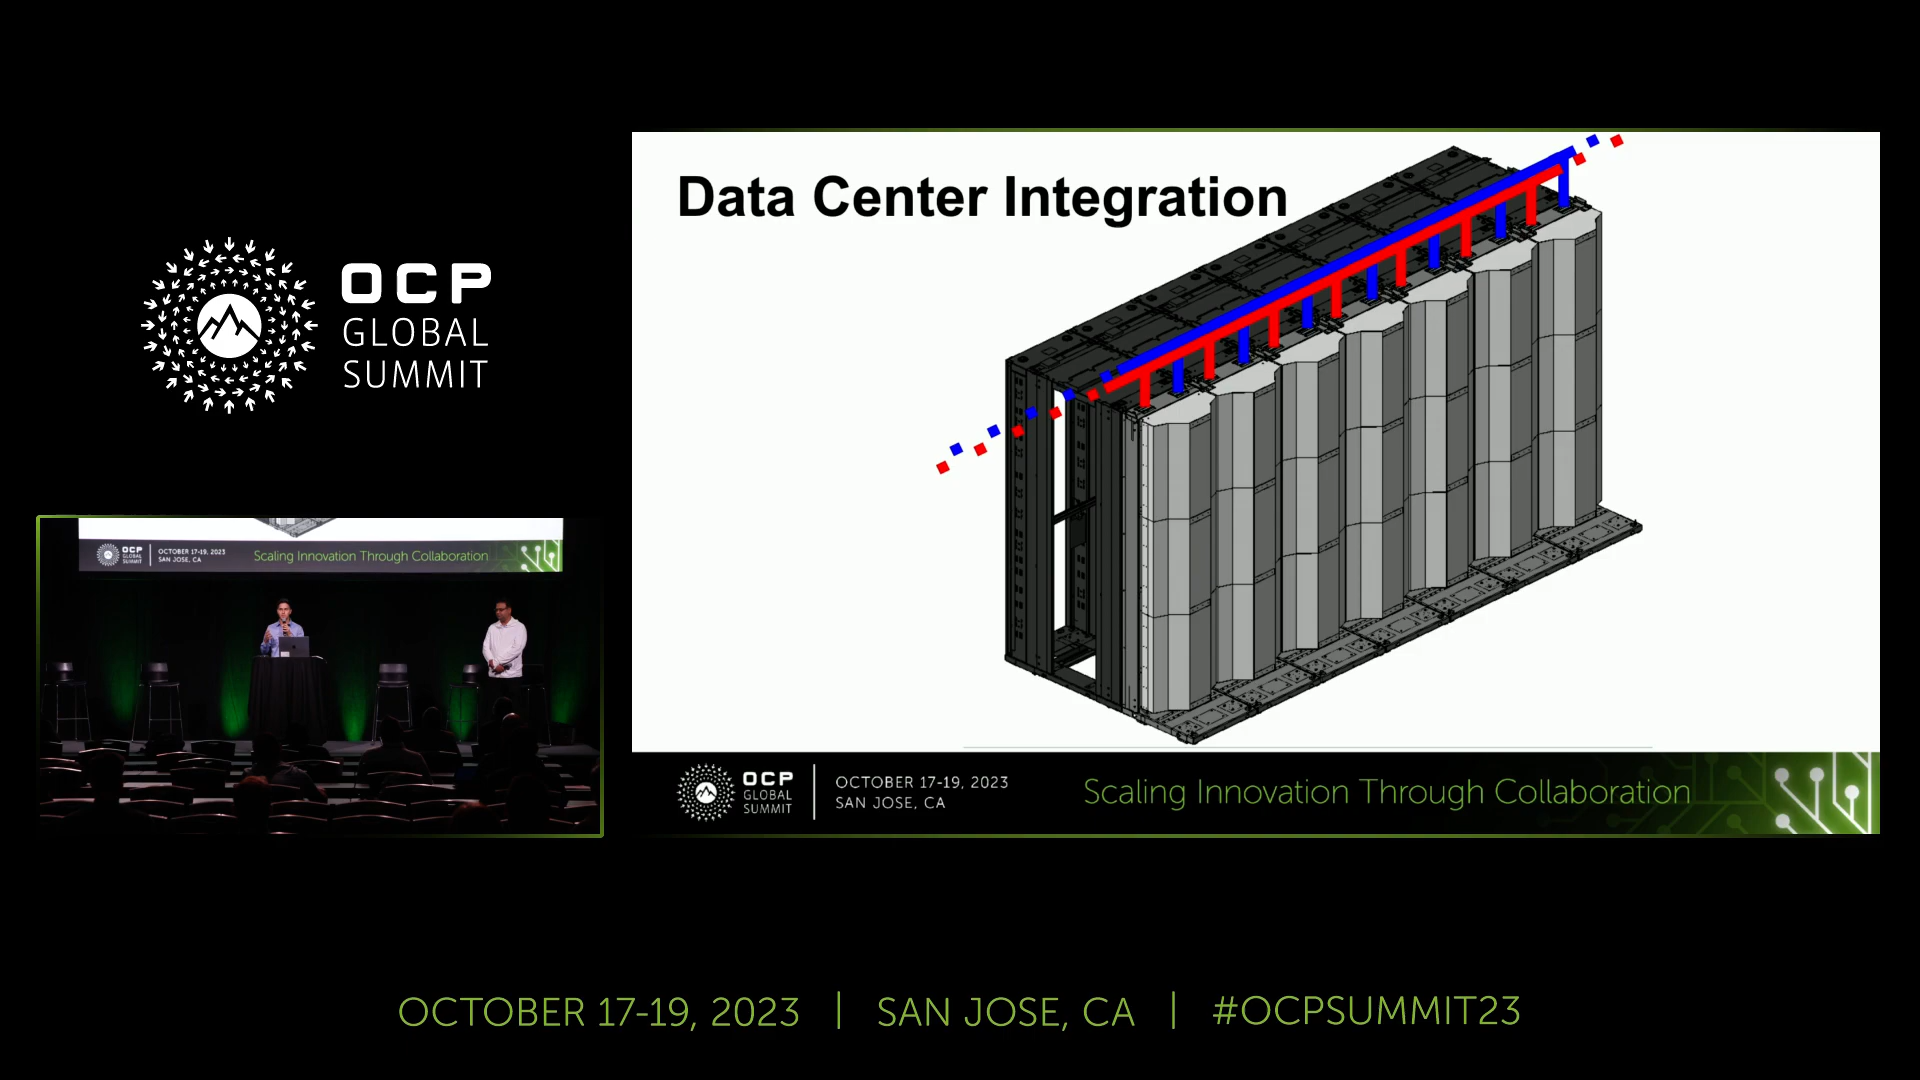 OCP
GLOBAL
SUMMIT
Data Center Integration
OCP
GLOBAL
SUMMIT
OCTOBER 17-19, 2023
SAN JOSE, CA
Scaling Innovation Through Collaboration
OCP
GLOBAL
SUMMIT
OCTOBER 17-19, 2023
SAN JOSE, CA
Scaling Innovation Through Collaboration
OCTOBER 17-19, 2023 | SAN JOSE, CA | #OCPSUMMIT23